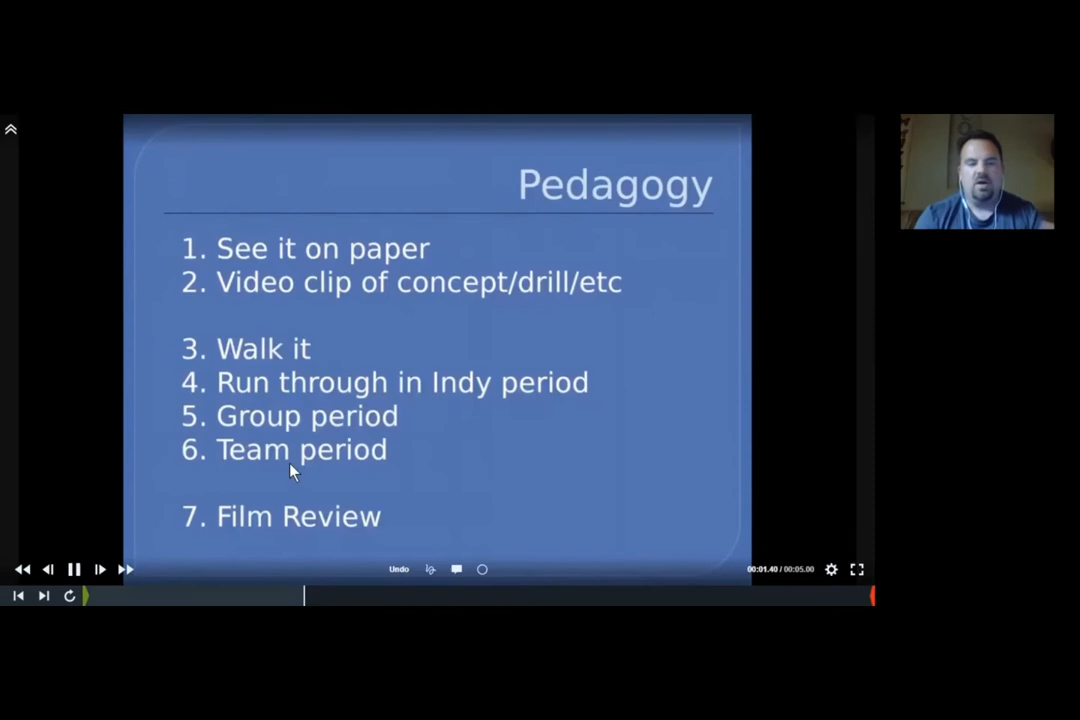 Pedagogy
1. See it on paper
2. Video clip of concept/drill/etc
3. Walk it
4. Run through in Indy period
5. Group period
6. Team period
7. Film Review
Undo
00:01.40 / 00:05.00